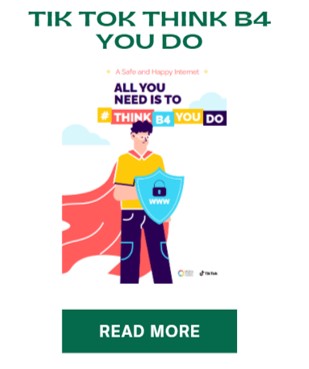 TIK TOK THINK B4
YOU DO
A Safe and Happy Internet
ALL YOU
NEED IS TO
# THINK B4 YOU DO
www
TikTok
READ MORE